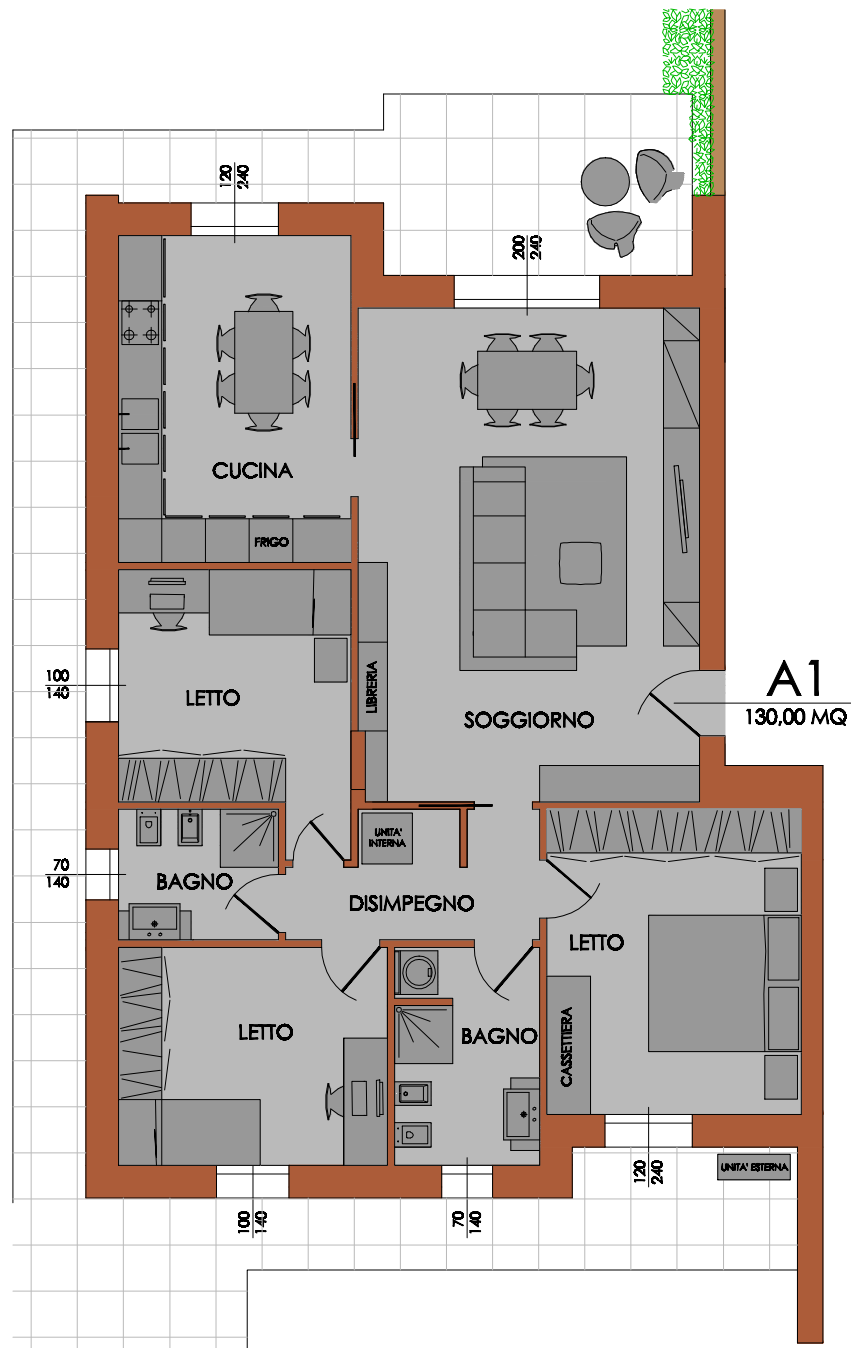 120
240
200
240
CUCINA
FRIGO
100
140
LETTO
LIBRERIA
SOGGIORNO
A1
130,00 MQ
UNITA' INTERNA
70
140
BAGNO
DISIMPEGNO
LETTO
LETTO
BAGNO
CASSETTIERA
UNITA' ESTERNA
120
240
100
140
70
140